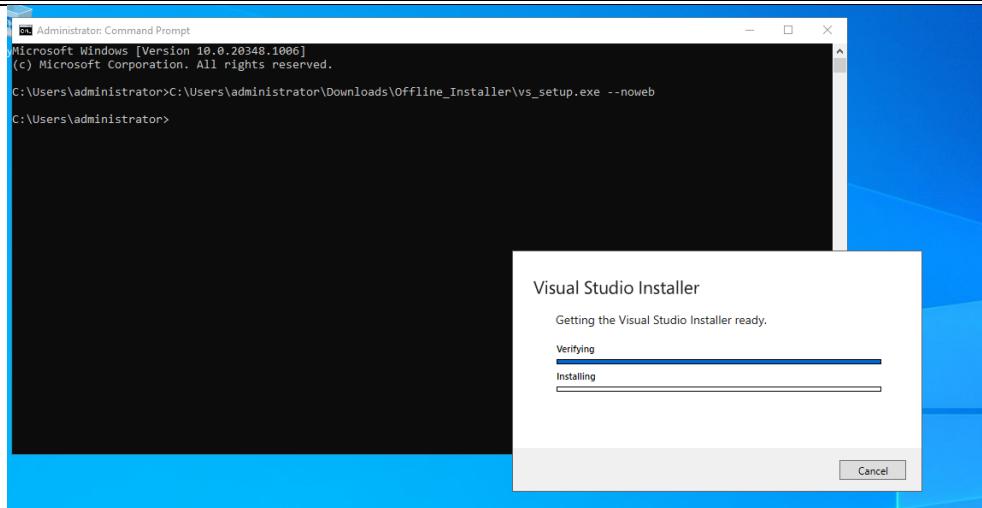 Administrator: Command Prompt
Microsoft Windows [Version 10.0.20348.1006]
(c) Microsoft Corporation. All rights reserved.
C:\Users\administrator>C:\Users\administrator\Downloads\Offline_Installer\vs_setup.exe --noweb
C:\Users\administrator>
Visual Studio Installer
Getting the Visual Studio Installer ready.
Verifying
Installing
Cancel